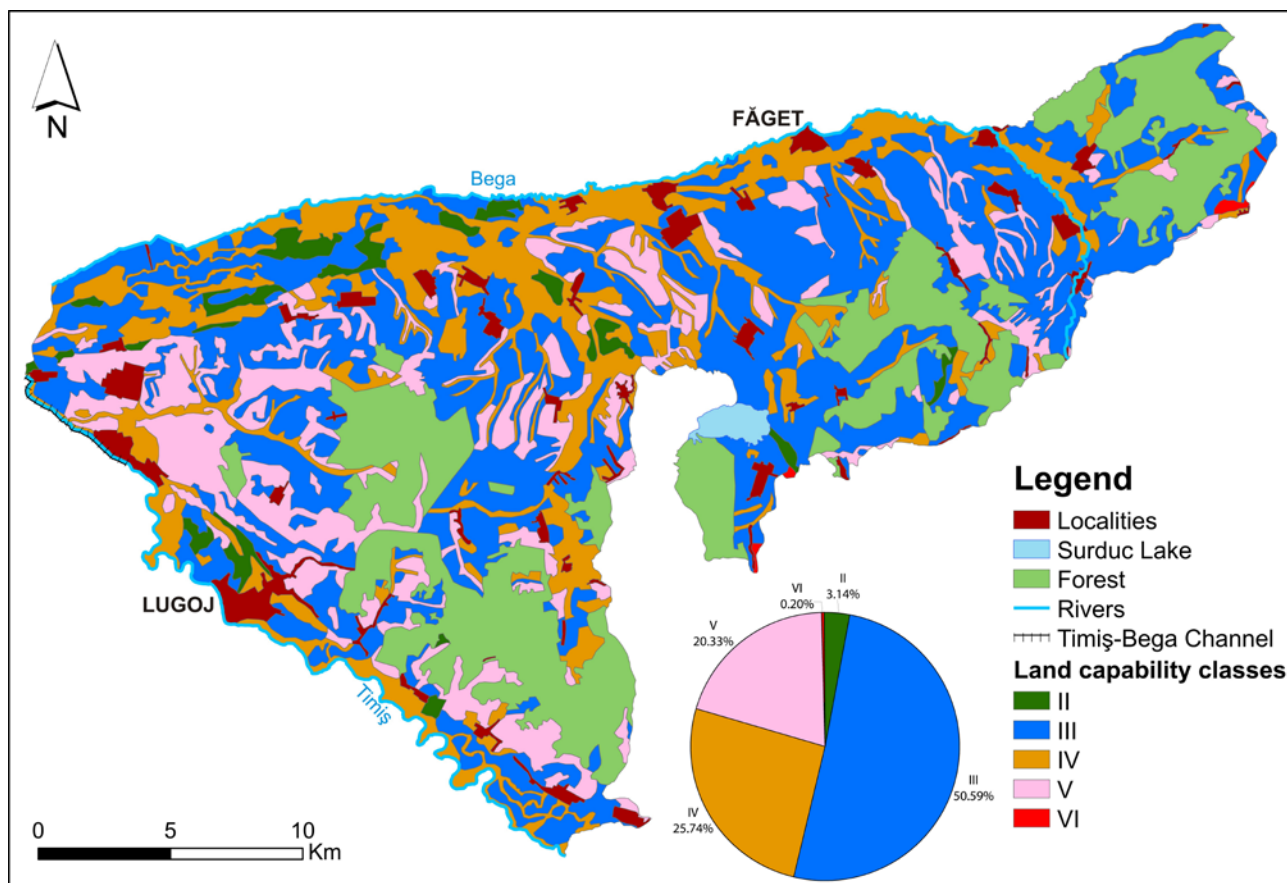 N
FĂGET
Bega
LUGOJ
Timiş
0 5 10
Km
VI
0.20%
II
3.14%
V
20.33%
III
50.59%
IV
25.74%
Legend
Localities
Surduc Lake
Forest
Rivers
Timiş-Bega Channel
Land capability classes
II
III
IV
V
VI